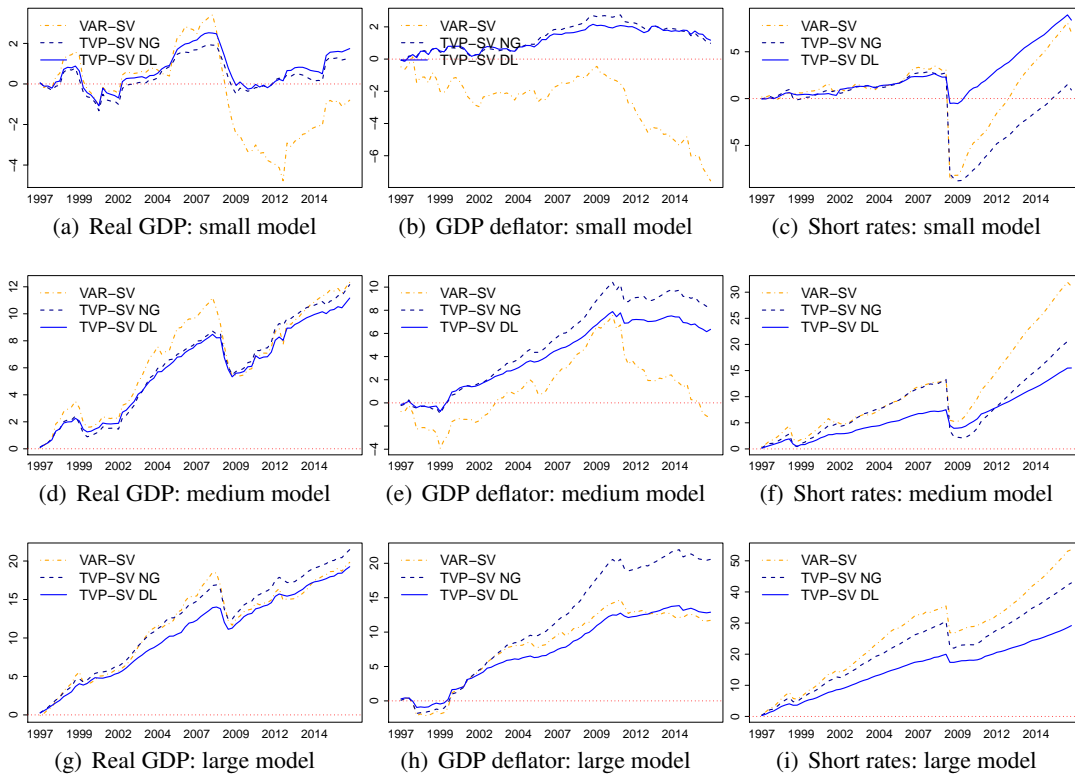 VAR−SV
TVP−SV NG
TVP−SV DL
2
0
−2
−4
1997 1999 2002 2004 2007 2009 2012 2014
(a) Real GDP: small model
VAR−SV
TVP−SV NG
TVP−SV DL
2
0
−2
−4
−6
1997 1999 2002 2004 2007 2009 2012 2014
(b) GDP deflator: small model
VAR−SV
TVP−SV NG
TVP−SV DL
5
0
−5
1997 1999 2002 2004 2007 2009 2012 2014
(c) Short rates: small model
VAR−SV
TVP−SV NG
TVP−SV DL
12
10
8
6
4
2
0
1997 1999 2002 2004 2007 2009 2012 2014
(d) Real GDP: medium model
VAR−SV
TVP−SV NG
TVP−SV DL
10
8
6
4
2
0
−4
1997 1999 2002 2004 2007 2009 2012 2014
(e) GDP deflator: medium model
VAR−SV
TVP−SV NG
TVP−SV DL
30
25
20
15
10
5
0
1997 1999 2002 2004 2007 2009 2012 2014
(f) Short rates: medium model
VAR−SV
TVP−SV NG
TVP−SV DL
20
15
10
5
0
1997 1999 2002 2004 2007 2009 2012 2014
(g) Real GDP: large model
VAR−SV
TVP−SV NG
TVP−SV DL
20
15
10
5
0
1997 1999 2002 2004 2007 2009 2012 2014
(h) GDP deflator: large model
VAR−SV
TVP−SV NG
TVP−SV DL
50
40
30
20
10
0
1997 1999 2002 2004 2007 2009 2012 2014
(i) Short rates: large model